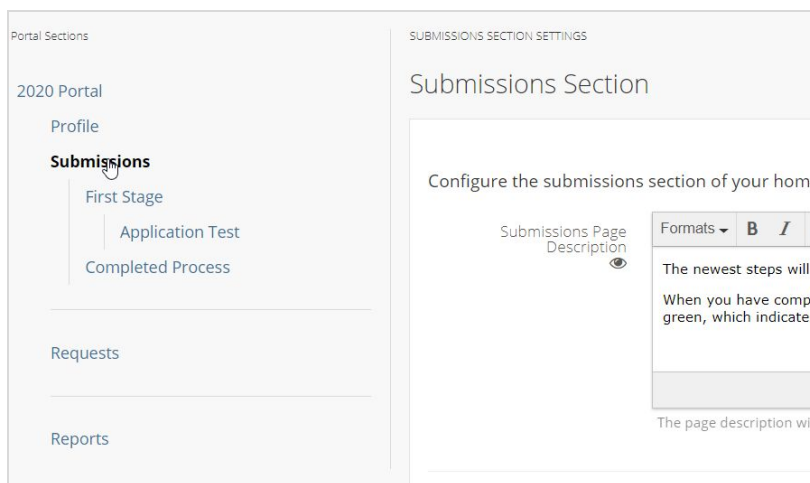 Portal Sections
2020 Portal
Profile
Submissions
First Stage
Application Test
Completed Process
Requests
Reports
SUBMISSIONS SECTION SETTINGS
Submissions Section
Configure the submissions section of your hom
Submissions Page
Description
Formats B I
The newest steps will
When you have comp
green, which indicate
The page description wi